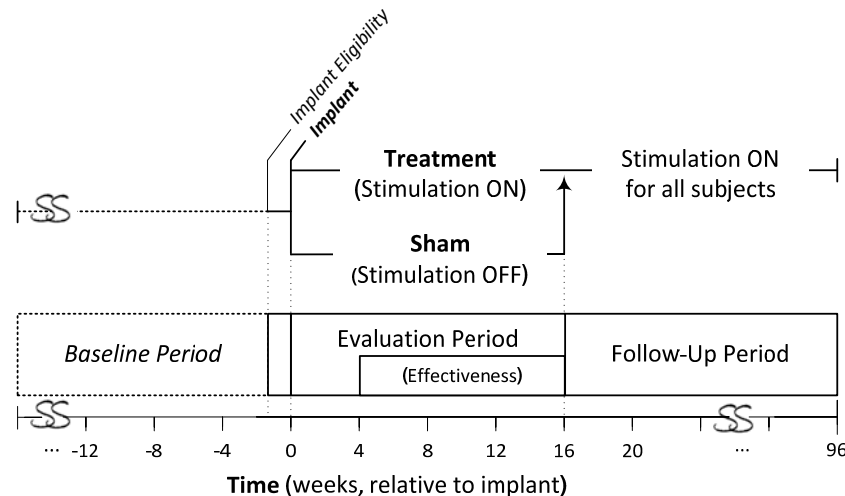 Implant Eligibility
Implant
Treatment
(Stimulation ON)
Stimulation ON
for all subjects
Sham
(Stimulation OFF)
Baseline Period
Evaluation Period
(Effectiveness)
Follow-Up Period
... -12 -8 -4 0 4 8 12 16 20 ... 96
Time (weeks, relative to implant)